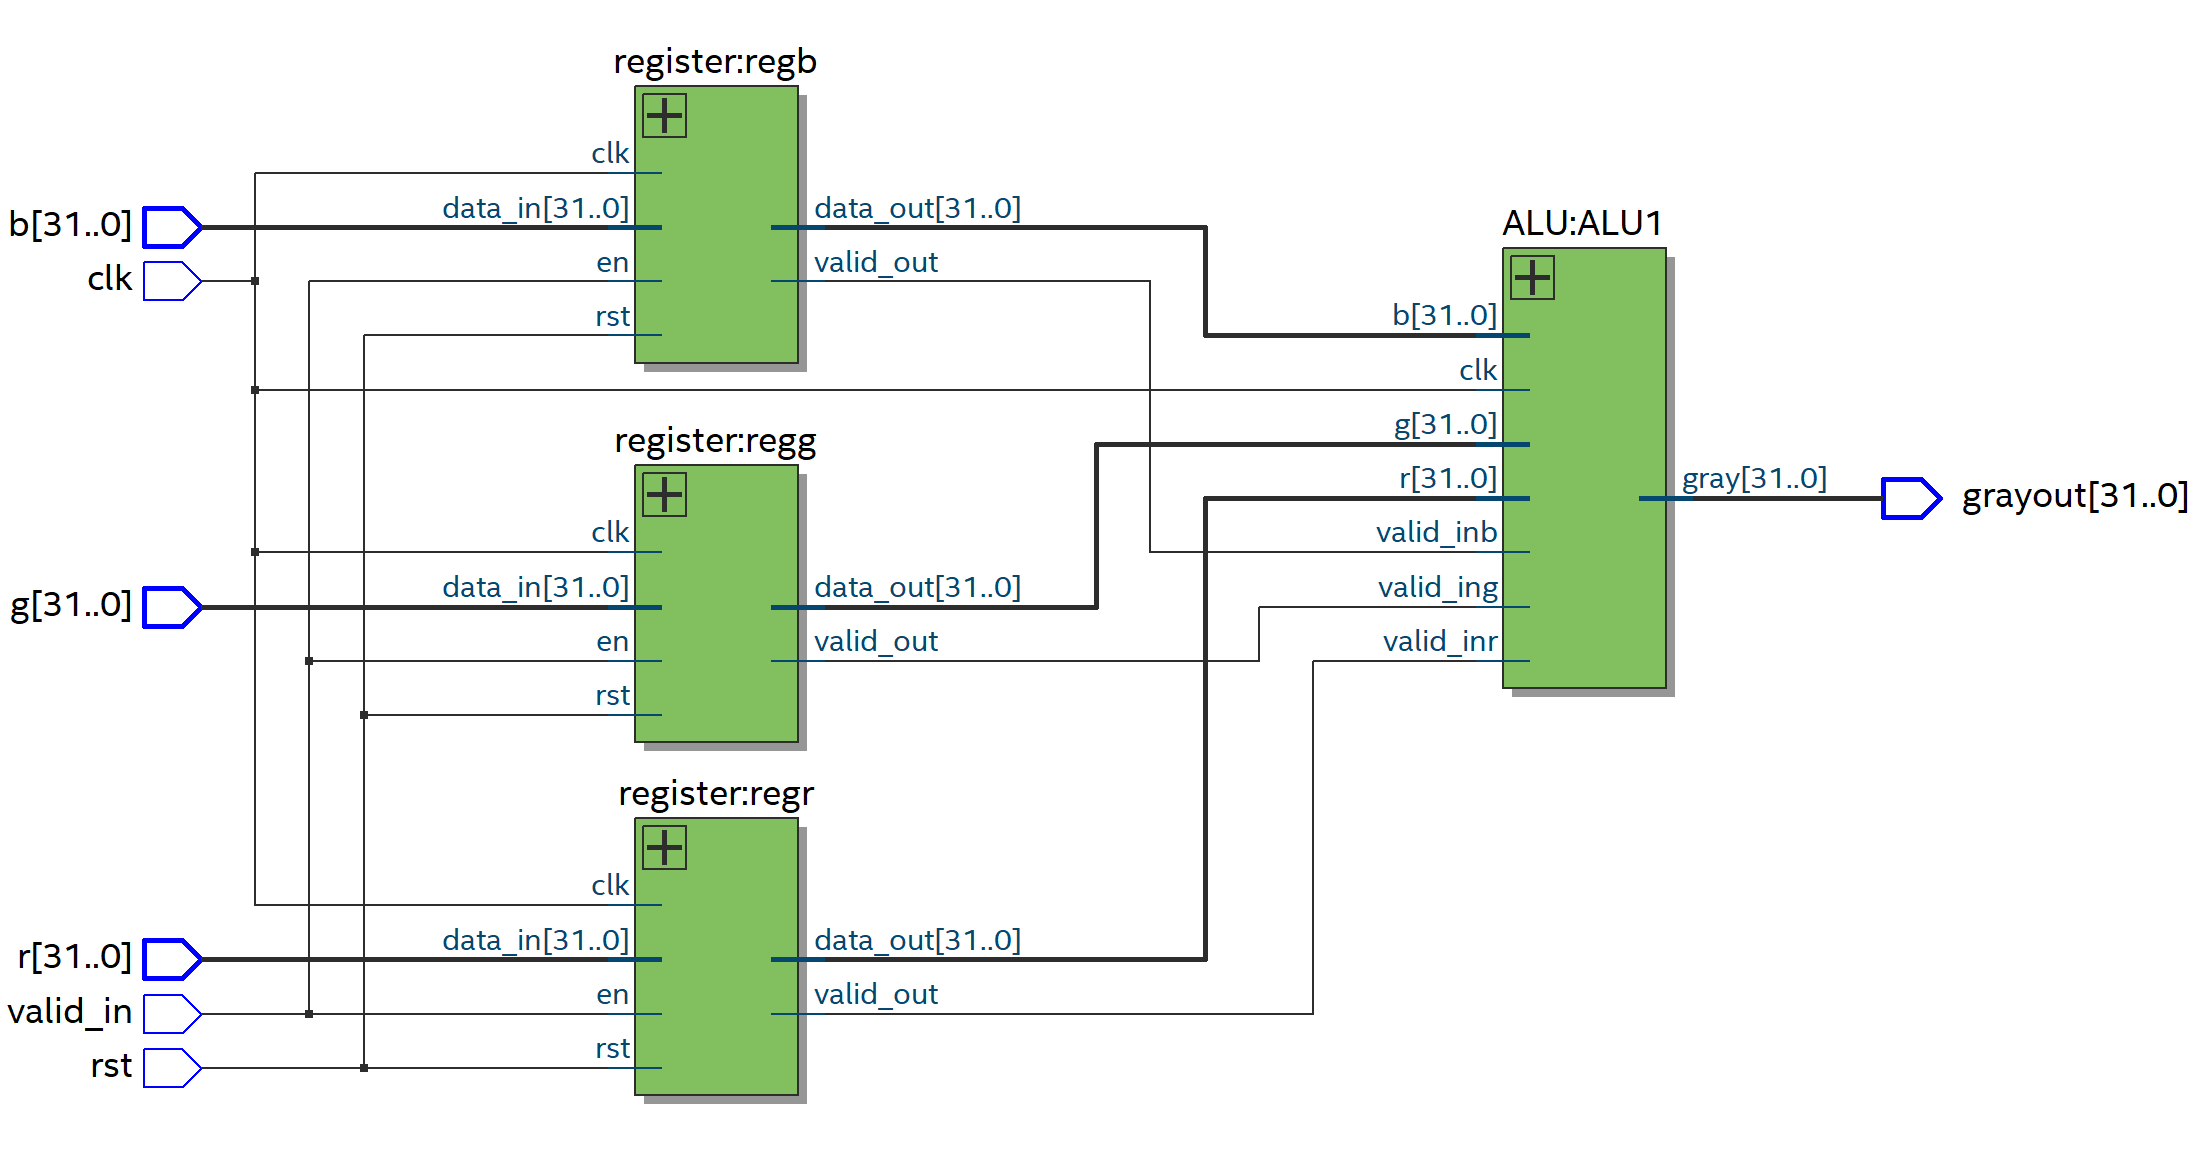 register:regb
clk
data_in[31..0]
en
rst
data_out[31..0]
valid_out
b[31..0]
clk
register:regg
clk
data_in[31..0]
en
rst
data_out[31..0]
valid_out
g[31..0]
register:regr
clk
data_in[31..0]
en
rst
data_out[31..0]
valid_out
r[31..0]
valid_in
rst
ALU:ALU1
b[31..0]
clk
g[31..0]
r[31..0]
valid_inb
valid_ing
valid_inr
gray[31..0]
grayout[31..0]